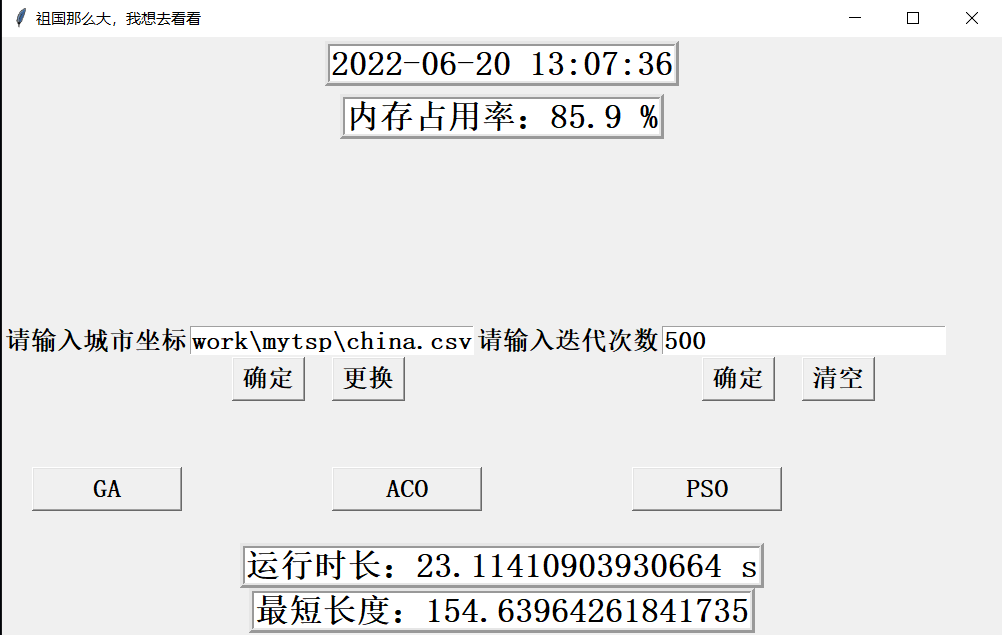 祖国那么大，我想去看看
2022-06-20 13:07:36
内存占用率：85.9 %
请输入城市坐标 work\mytsp\china.csv 请输入迭代次数 500
确定 更换 确定 清空
GA ACO PSO
运行时长：23.11410903930664 s
最短长度：154.63964261841735